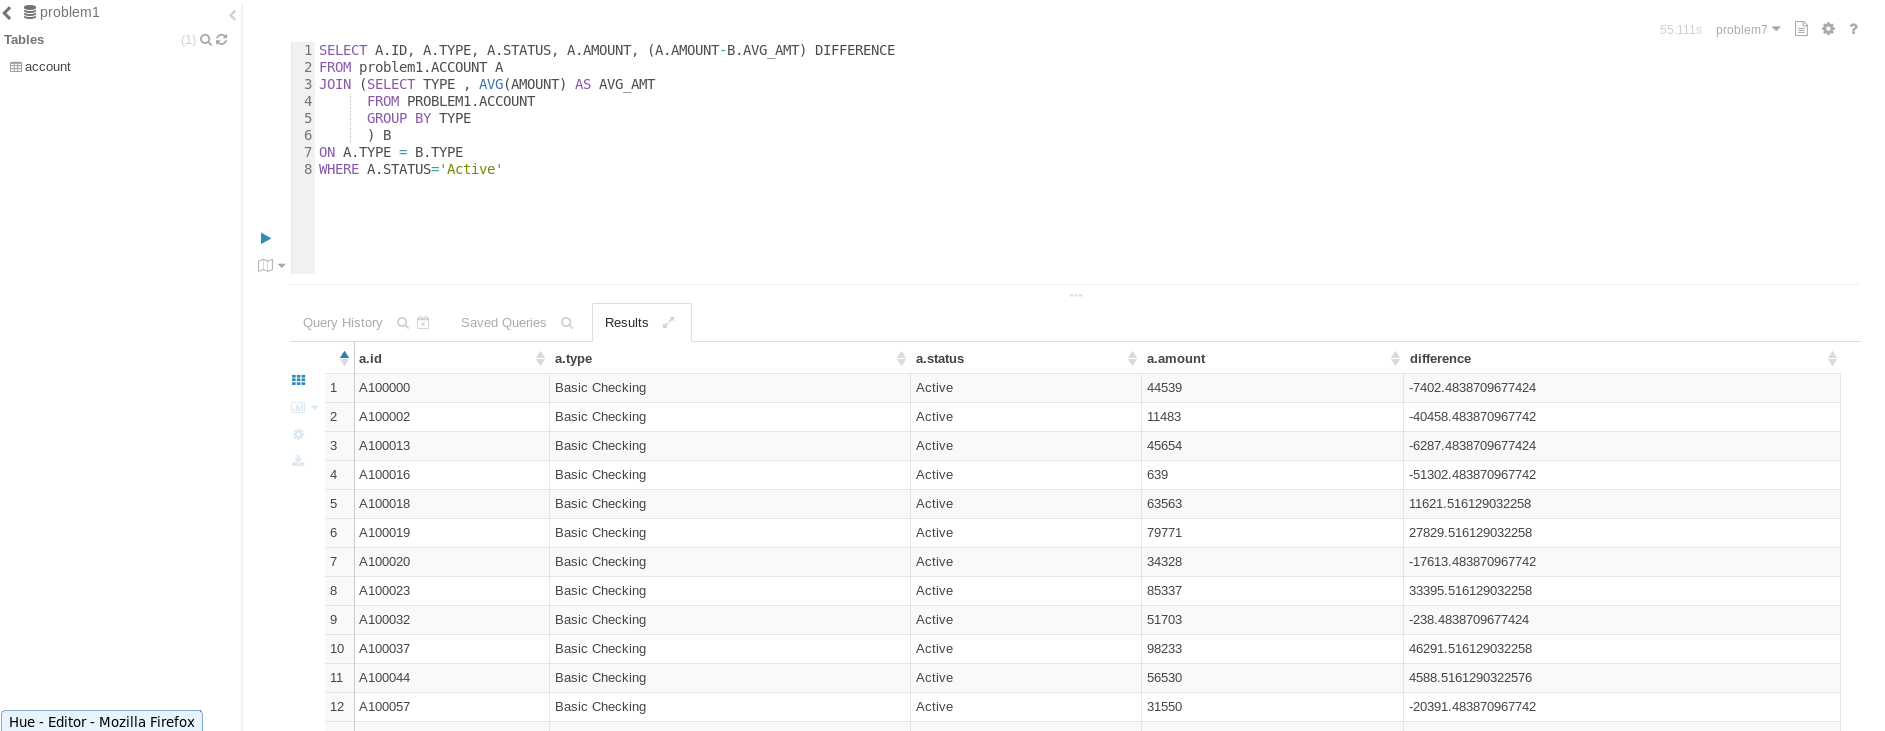 problem1
Tables (1)
account
55.111s problem7 ?
1 SELECT A.ID, A.TYPE, A.STATUS, A.AMOUNT, (A.AMOUNT-B.AVG_AMT) DIFFERENCE
2 FROM problem1.ACCOUNT A
3 JOIN (SELECT TYPE , AVG(AMOUNT) AS AVG_AMT
4 FROM PROBLEM1.ACCOUNT
5 GROUP BY TYPE
6 ) B
7 ON A.TYPE = B.TYPE
8 WHERE A.STATUS='Active'
Query History Saved Queries Results
a.id a.type a.status a.amount difference
1 A100000 Basic Checking Active 44539 -7402.4838709677424
2 A100002 Basic Checking Active 11483 -40458.483870967742
3 A100013 Basic Checking Active 45654 -6287.4838709677424
4 A100016 Basic Checking Active 639 -51302.483870967742
5 A100018 Basic Checking Active 63563 11621.516129032258
6 A100019 Basic Checking Active 79771 27829.516129032258
7 A100020 Basic Checking Active 34328 -17613.483870967742
8 A100023 Basic Checking Active 85337 33395.516129032258
9 A100032 Basic Checking Active 51703 -238.4838709677424
10 A100037 Basic Checking Active 98233 46291.516129032258
11 A100044 Basic Checking Active 56530 4588.5161290322576
12 A100057 Basic Checking Active 31550 -20391.483870967742
Hue - Editor - Mozilla Firefox